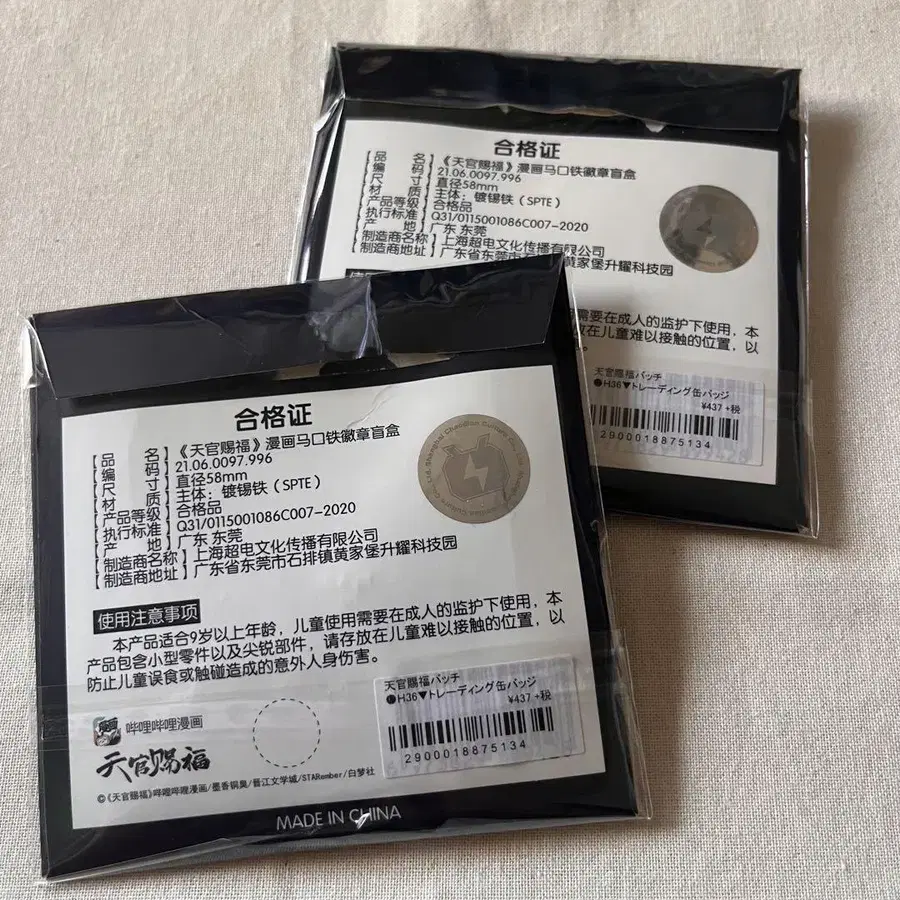 合格证
【品 名】《天官赐福》漫画马口铁徽章盲盒
【编 码】21.06.0097.996
【尺 寸】直径58mm
【材 质】主体：镀锡铁（SPTE）
【产品等级】合格品
【执行标准】Q31/0115001086C007-2020
【产 地】广东 东莞
【制造商名称】上海超电文化传播有限公司
【制造商地址】广东省东莞市石排镇黄家堡升耀科技园
使用注意事项
本产品适合9岁以上年龄，儿童使用需要在成人的监护下使用，本
产品包含小型零件以及尖锐部件，请存放在儿童难以接触的位置，以
防止儿童误食或触碰造成的意外人身伤害。
哔哩哔哩漫画
天官赐福
©《天官赐福》哔哩哔哩漫画/墨香铜臭/晋江文学城/STARember/白梦社
MADE IN CHINA
天官賜福バッチ
●H36▼トレーディング缶バッジ
¥437 +税
2900018875134
合格证
【品 名】《天官赐福》漫画马口铁徽章盲盒
【编 码】21.06.0097.996
【尺 寸】直径58mm
【材 质】主体：镀锡铁（SPTE）
【产品等级】合格品
【执行标准】Q31/0115001086C007-2020
【产 地】广东 东莞
【制造商名称】上海超电文化传播有限公司
【制造商地址】广东省东莞市石 黄家堡升耀科技园
需要在成人的监护下使用，本
放在儿童难以接触的位置，以
天官賜福バッチ
●H36▼トレーディング缶バッジ
¥437 +税
2900018875134